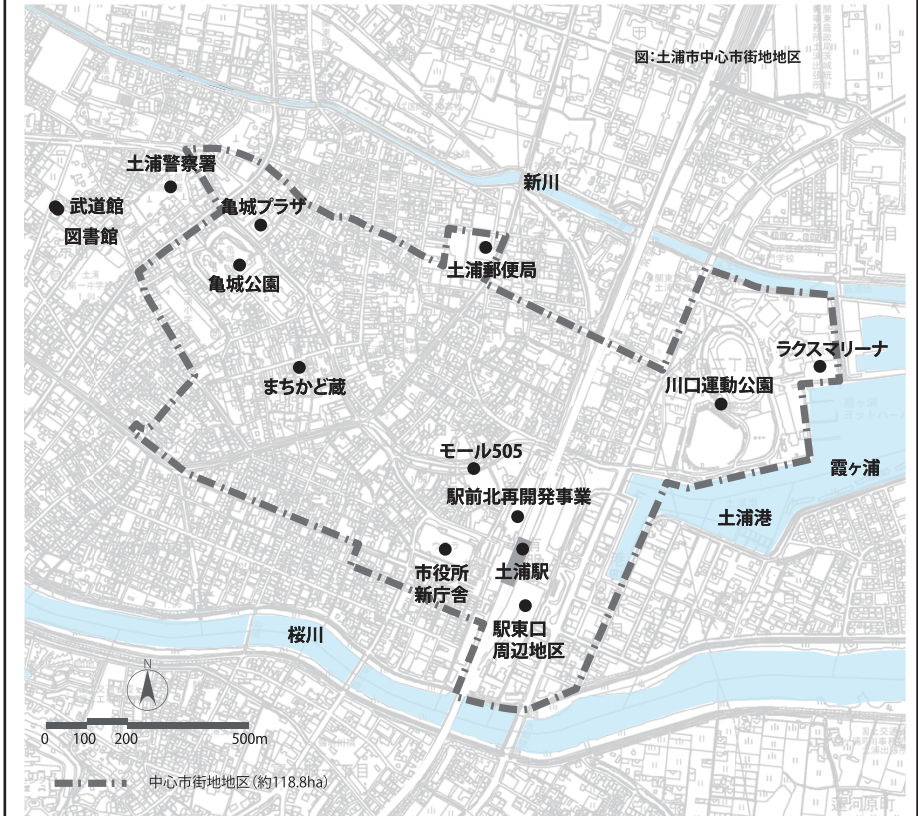 図:土浦市中心市街地地区
土浦警察署
新川
武道館
亀城プラザ
図書館
土浦郵便局
亀城公園
ラクスマリーナ
まちかど蔵
川口運動公園
モール505
霞ヶ浦
駅前北再開発事業
土浦港
市役所
新庁舎
土浦駅
駅東口
周辺地区
桜川
N
0 100 200 500m
中心市街地地区(約118.8ha)
蓮河原町